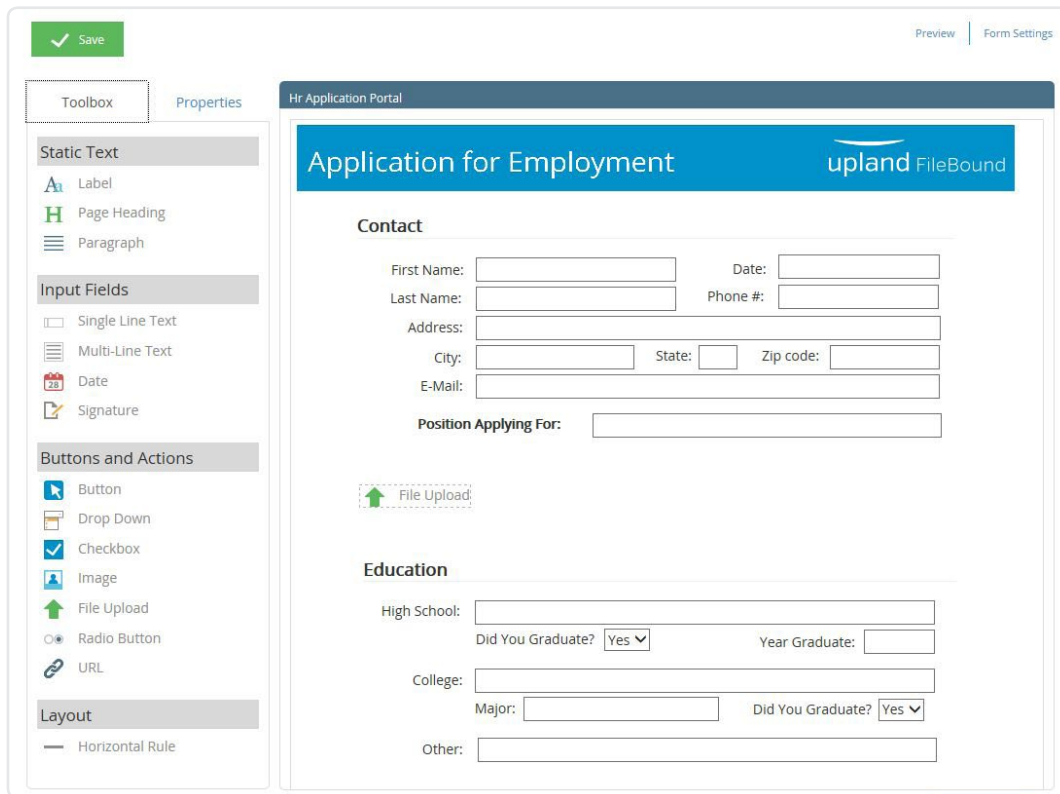 Save
Preview
Form Settings
Toolbox
Properties
Static Text
Aa Label
H Page Heading
Paragraph
Input Fields
Single Line Text
Multi-Line Text
28 Date
Signature
Buttons and Actions
Button
Drop Down
Checkbox
Image
File Upload
Radio Button
URL
Layout
Horizontal Rule
Hr Application Portal
Application for Employment
upland FileBound
Contact
First Name:
Date:
Last Name:
Phone #:
Address:
City:
State:
Zip code:
E-Mail:
Position Applying For:
File Upload
Education
High School:
Did You Graduate? Yes
Year Graduate:
College:
Major:
Did You Graduate? Yes
Other: